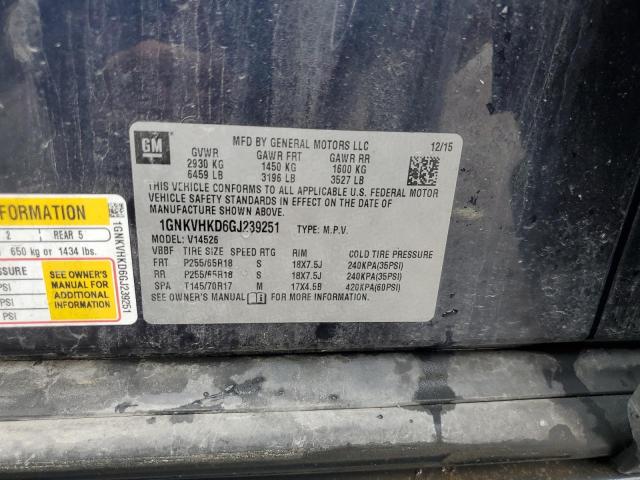 GM
MFD BY GENERAL MOTORS LLC 12/15
GVWR GAWR FRT GAWR RR
2930 KG 1450 KG 1600 KG
6459 LB 3196 LB 3527 LB
THIS VEHICLE CONFORMS TO ALL APPLICABLE U.S. FEDERAL MOTOR
VEHICLE SAFETY STANDARDS IN EFFECT ON THE DATE OF
MANUFACTURE SHOWN ABOVE.
1GNKVHKD6GJ239251 TYPE: M.P.V.
MODEL: V14526
VBBF TIRE SIZE SPEED RTG RIM COLD TIRE PRESSURE
FRT P255/65R18 S 18X7.5J 240KPA(35PSI)
RR P255/65R18 S 18X7.5J 240KPA(35PSI)
SPA T145/70R17 M 17X4.5B 420KPA(60PSI)
SEE OWNER'S MANUAL FOR MORE INFORMATION.
FORMATION
2 REAR 5
650 kg or 1434 lbs.
SSURE
PSI
PSI
PSI
SEE OWNER'S
MANUAL FOR
ADDITIONAL
INFORMATION
1GNKVHKD6GJ239251